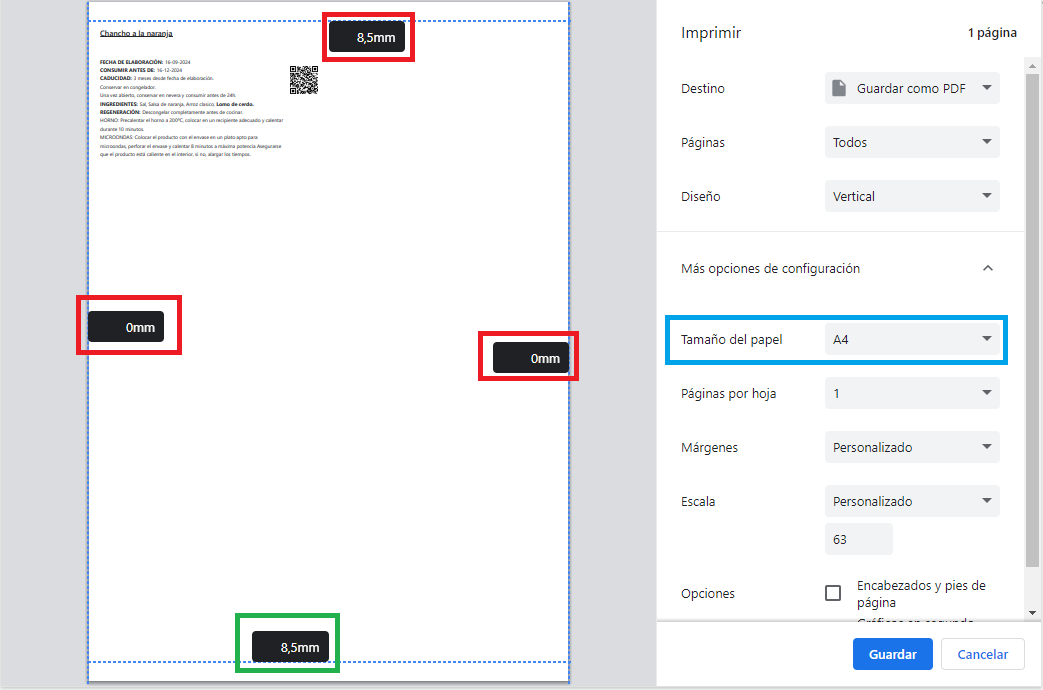 Chancho a la naranja
FECHA DE ELABORACIÓN: 16-09-2024
CONSUMIR ANTES DE: 16-12-2024
CADUCIDAD: 3 meses desde fecha de elaboración.
Conservar en congelador.
Una vez abierto, conservar en nevera y consumir antes de 24h.
INGREDIENTES: Sal, Salsa de naranja, Arroz clasico, Lomo de cerdo.
REGENERACIÓN: Descongelar completamente antes de cocinar.
HORNO: Precalentar el horno a 200ºC, colocar en un recipiente adecuado y calentar
durante 10 minutos.
MICROONDAS: Colocar el producto con el envase en un plato apto para
microondas, perforar el envase y calentar 8 minutos a máxima potencia Asegurarse
que el producto está caliente en el interior, si no, alargar los tiempos.
8,5mm
0mm
0mm
8,5mm
Imprimir 1 página
Destino Guardar como PDF
Páginas Todos
Diseño Vertical
Más opciones de configuración
Tamaño del papel A4
Páginas por hoja 1
Márgenes Personalizado
Escala Personalizado
63
Opciones Encabezados y pies de
página
Guardar Cancelar